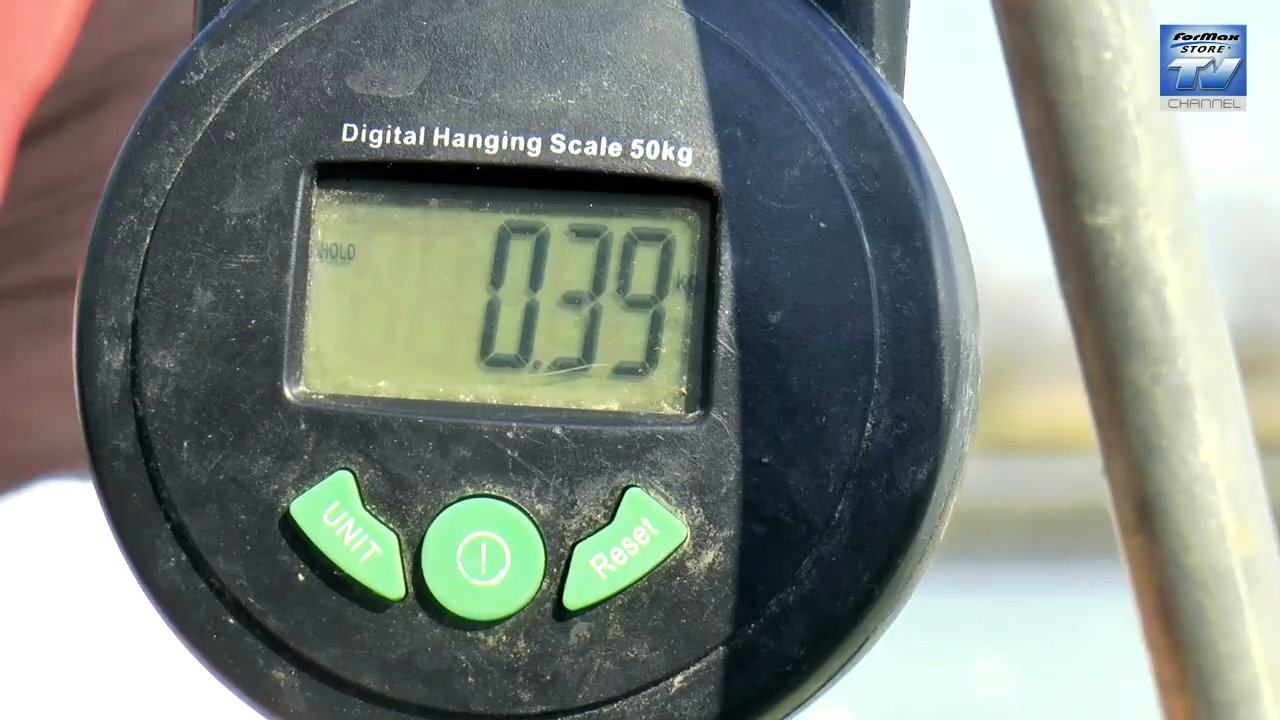 ForMax
STORE
TV
CHANNEL
Digital Hanging Scale 50kg
HOLD
0.39
kg
UNIT
Reset